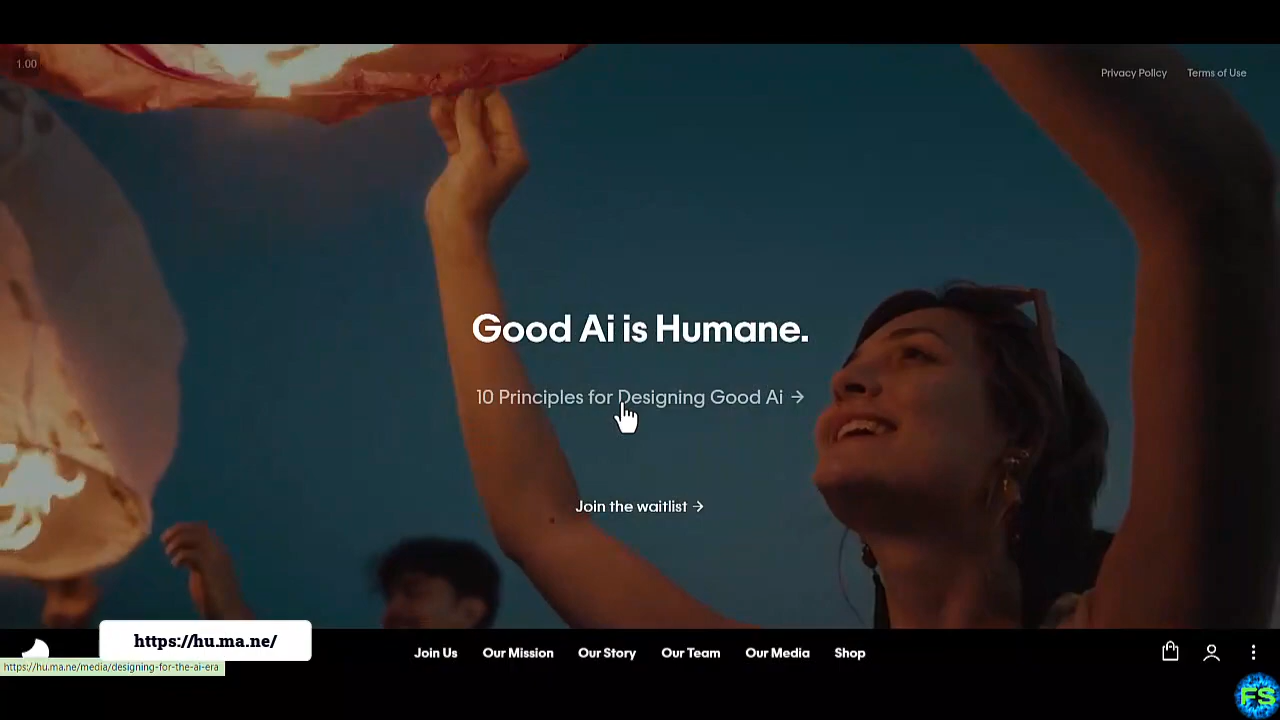 1.00
Privacy Policy Terms of Use
Good Ai is Humane.
10 Principles for Designing Good Ai →
Join the waitlist →
https://hu.ma.ne/
Join Us Our Mission Our Story Our Team Our Media Shop
https://hu.ma.ne/media/designing-for-the-ai-era
FS